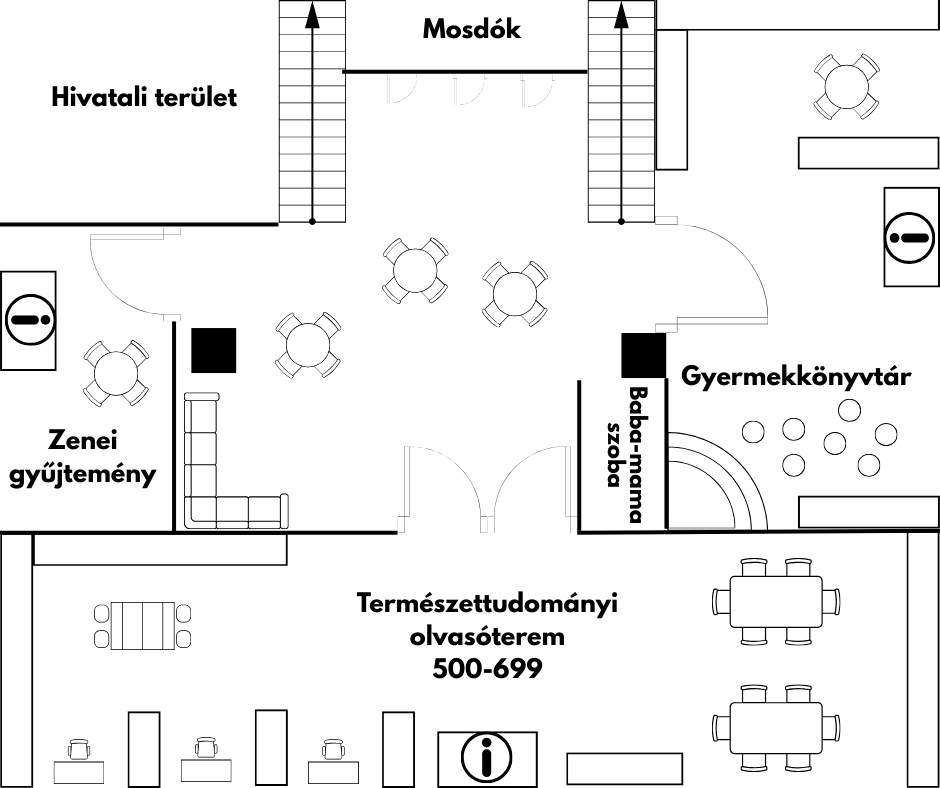 Mosdók
Hivatali terület
Gyermekkönyvtár
Baba-mama
szoba
Zenei
gyűjtemény
Természettudományi
olvasóterem
500-699